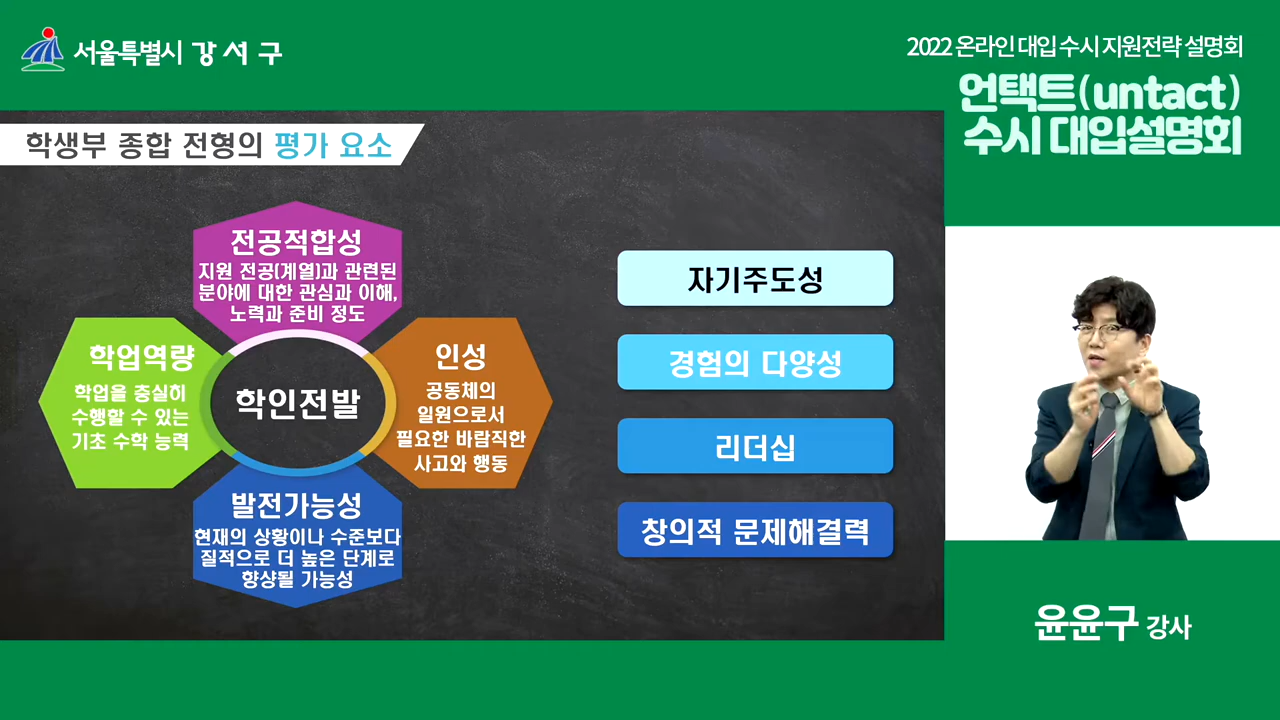 서울특별시 강서구
2022 온라인 대입 수시 지원전략 설명회
언택트(untact)
수시 대입설명회
학생부 종합 전형의 평가 요소
전공적합성
지원 전공(계열)과 관련된
분야에 대한 관심과 이해,
노력과 준비 정도
학업역량
학업을 충실히
수행할 수 있는
기초 수학 능력
학인전발
인성
공동체의
일원으로서
필요한 바람직한
사고와 행동
발전가능성
현재의 상황이나 수준보다
질적으로 더 높은 단계로
향샹될 가능성
자기주도성
경험의 다양성
리더십
창의적 문제해결력
윤윤구 강사